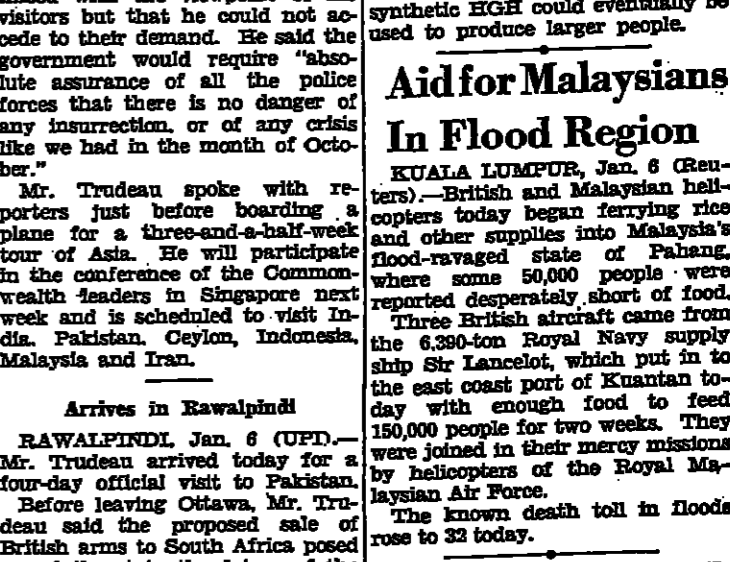 visitors but that he could not ac-
cede to their demand. He said the
government would require "abso-
lute assurance of all the police
forces that there is no danger of
any insurrection, or of any crisis
like we had in the month of Octo-
ber."
Mr. Trudeau spoke with re-
porters just before boarding a
plane for a three-and-a-half-week
tour of Asia. He will participate
in the conference of the Common-
wealth leaders in Singapore next
week and is scheduled to visit In-
dia, Pakistan, Ceylon, Indonesia,
Malaysia and Iran.
Arrives in Rawalpindi
RAWALPINDI, Jan. 6 (UPI).—
Mr. Trudeau arrived today for a
four-day official visit to Pakistan.
Before leaving Ottawa, Mr. Tru-
deau said the proposed sale of
British arms to South Africa posed
synthetic HGH could eventually be
used to produce larger people.
Aid for Malaysians
In Flood Region
KUALA LUMPUR, Jan. 6 (Reu-
ters).—British and Malaysian heli-
copters today began ferrying rice
and other supplies into Malaysia's
flood-ravaged state of Pahang,
where some 50,000 people were
reported desperately short of food.
Three British aircraft came from
the 6,390-ton Royal Navy supply
ship Sir Lancelot, which put in to
the east coast port of Kuantan to-
day with enough food to feed
150,000 people for two weeks. They
were joined in their mercy missions
by helicopters of the Royal Ma-
laysian Air Force.
The known death toll in floods
rose to 32 today.